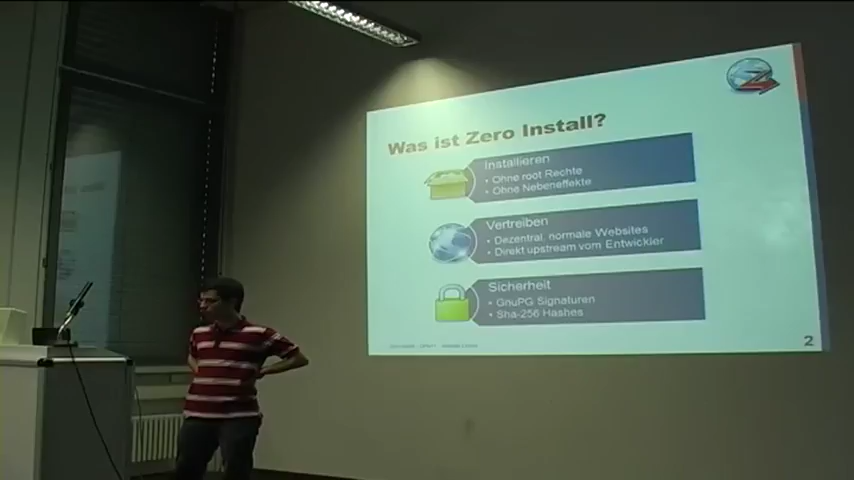 Was ist Zero Install?
Installieren
• Ohne root Rechte
• Ohne Nebeneffekte
Vertreiben
• Dezentral, normale Websites
• Direkt upstream vom Entwickler
Sicherheit
• GnuPG Signaturen
• Sha-256 Hashes
2